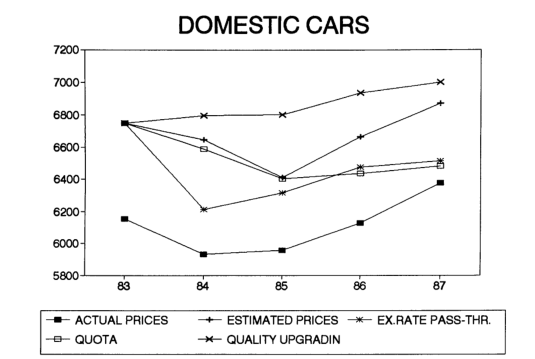 DOMESTIC CARS
7200
7000
6800
6600
6400
6200
6000
5800
83 84 85 86 87
ACTUAL PRICES ESTIMATED PRICES EX.RATE PASS-THR.
QUOTA QUALITY UPGRADIN